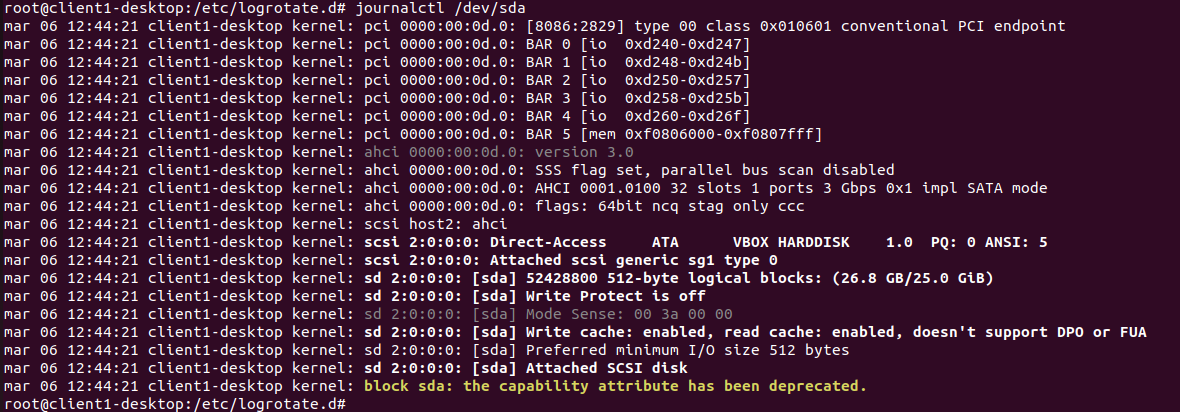 root@client1-desktop:/etc/logrotate.d# journalctl /dev/sda
mar 06 12:44:21 client1-desktop kernel: pci 0000:00:0d.0: [8086:2829] type 00 class 0x010601 conventional PCI endpoint
mar 06 12:44:21 client1-desktop kernel: pci 0000:00:0d.0: BAR 0 [io  0xd240-0xd247]
mar 06 12:44:21 client1-desktop kernel: pci 0000:00:0d.0: BAR 1 [io  0xd248-0xd24b]
mar 06 12:44:21 client1-desktop kernel: pci 0000:00:0d.0: BAR 2 [io  0xd250-0xd257]
mar 06 12:44:21 client1-desktop kernel: pci 0000:00:0d.0: BAR 3 [io  0xd258-0xd25b]
mar 06 12:44:21 client1-desktop kernel: pci 0000:00:0d.0: BAR 4 [io  0xd260-0xd26f]
mar 06 12:44:21 client1-desktop kernel: pci 0000:00:0d.0: BAR 5 [mem 0xf0806000-0xf0807fff]
mar 06 12:44:21 client1-desktop kernel: ahci 0000:00:0d.0: version 3.0
mar 06 12:44:21 client1-desktop kernel: ahci 0000:00:0d.0: SSS flag set, parallel bus scan disabled
mar 06 12:44:21 client1-desktop kernel: ahci 0000:00:0d.0: AHCI 0001.0100 32 slots 1 ports 3 Gbps 0x1 impl SATA mode
mar 06 12:44:21 client1-desktop kernel: ahci 0000:00:0d.0: flags: 64bit ncq stag only ccc
mar 06 12:44:21 client1-desktop kernel: scsi host2: ahci
mar 06 12:44:21 client1-desktop kernel: scsi 2:0:0:0: Direct-Access     ATA      VBOX HARDDISK    1.0  PQ: 0 ANSI: 5
mar 06 12:44:21 client1-desktop kernel: scsi 2:0:0:0: Attached scsi generic sg1 type 0
mar 06 12:44:21 client1-desktop kernel: sd 2:0:0:0: [sda] 52428800 512-byte logical blocks: (26.8 GB/25.0 GiB)
mar 06 12:44:21 client1-desktop kernel: sd 2:0:0:0: [sda] Write Protect is off
mar 06 12:44:21 client1-desktop kernel: sd 2:0:0:0: [sda] Mode Sense: 00 3a 00 00
mar 06 12:44:21 client1-desktop kernel: sd 2:0:0:0: [sda] Write cache: enabled, read cache: enabled, doesn't support DPO or FUA
mar 06 12:44:21 client1-desktop kernel: sd 2:0:0:0: [sda] Preferred minimum I/O size 512 bytes
mar 06 12:44:21 client1-desktop kernel: sd 2:0:0:0: [sda] Attached SCSI disk
mar 06 12:44:21 client1-desktop kernel: block sda: the capability attribute has been deprecated.
root@client1-desktop:/etc/logrotate.d#